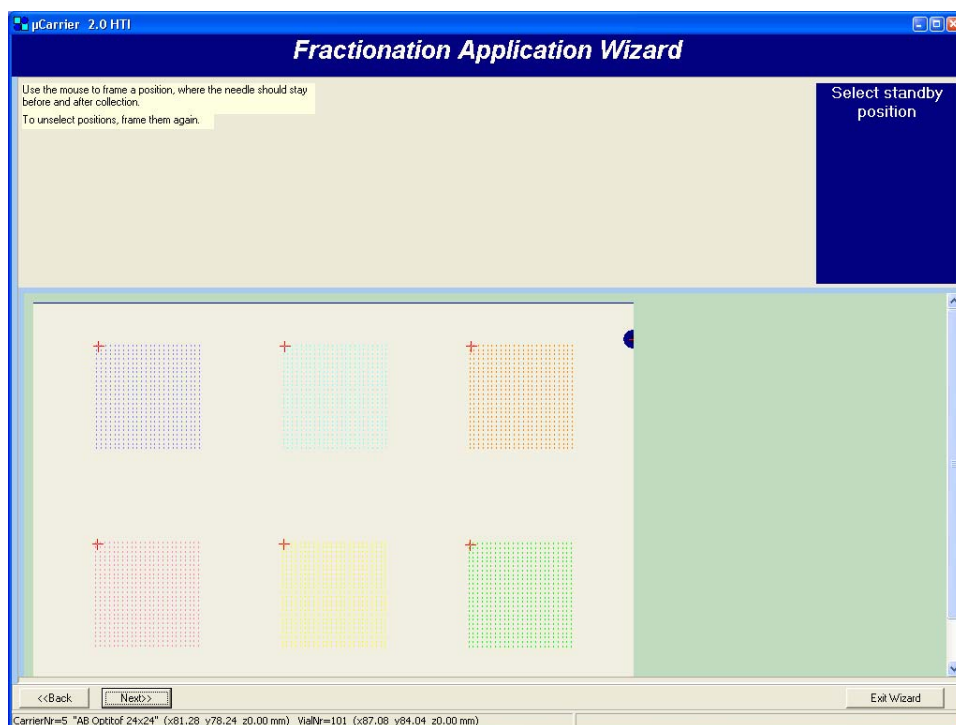 µCarrier 2.0 HTI
Fractionation Application Wizard
Use the mouse to frame a position, where the needle should stay
before and after collection.
To unselect positions, frame them again.
Select standby
position
<<Back
Next>>
Exit Wizard
CarrierNr=5 "AB Optitof 24x24" (x81.28 y78.24 z0.00 mm) VialNr=101 (x87.08 y84.04 z0.00 mm)